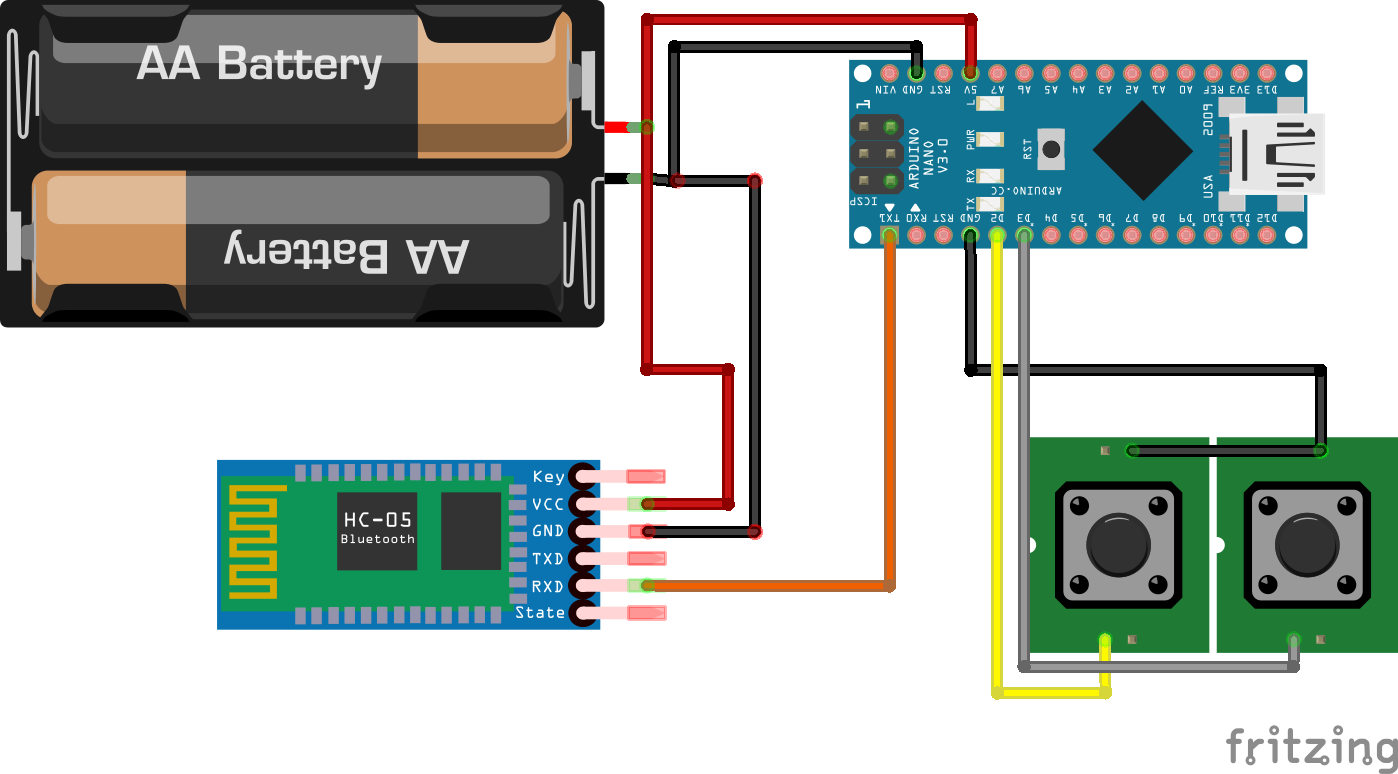 AA Battery
AA Battery
VIN GND RST 5V A7 A6 A5 A4 A3 A2 A1 A0 REF 3V3 D13
1
L
PWR
RX
TX
ARDUINO
NANO
V3.0
RST
ARDUINO.CC
2009
USA
ICSP
TX1 RX0 RST GND D2 D3 D4 D5 D6 D7 D8 D9 D10 D11 D12
Key
VCC
GND
TXD
RXD
State
HC-05
Bluetooth
fritzing